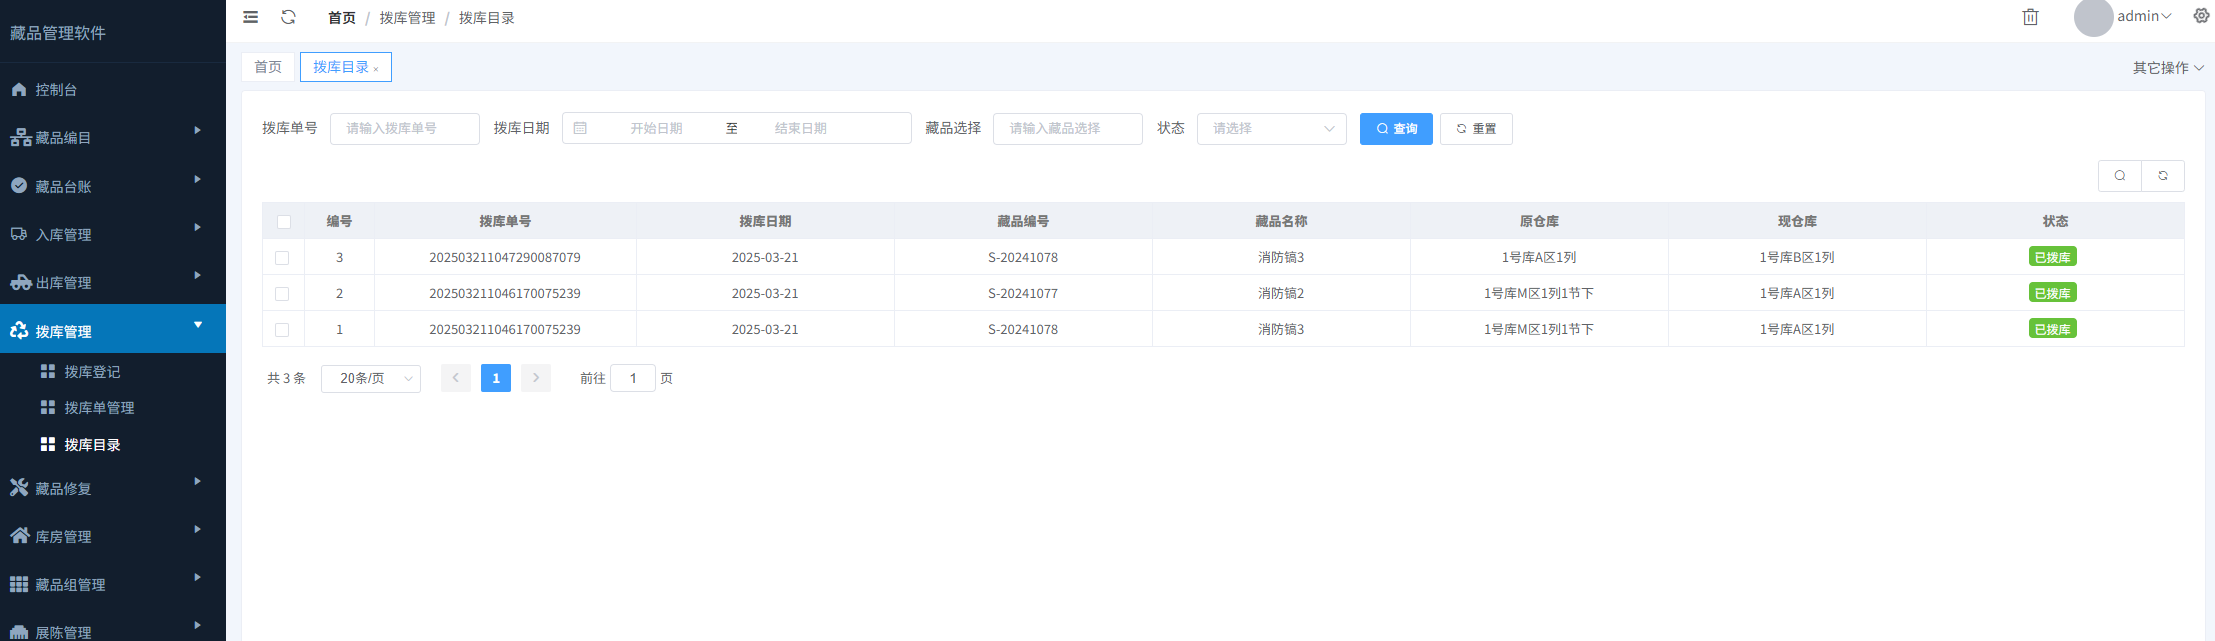 藏品管理软件
首页 / 拨库管理 / 拨库目录
admin
首页 拨库目录 ×
其它操作
控制台
藏品编目
藏品台账
入库管理
出库管理
拨库管理
拨库登记
拨库单管理
拨库目录
藏品修复
库房管理
藏品组管理
展陈管理
拨库单号 请输入拨库单号 拨库日期 开始日期 至 结束日期 藏品选择 请输入藏品选择 状态 请选择 查询 重置
编号 拨库单号 拨库日期 藏品编号 藏品名称 原仓库 现仓库 状态
3 202503211047290087079 2025-03-21 S-20241078 消防镐3 1号库A区1列 1号库B区1列 已拨库
2 202503211046170075239 2025-03-21 S-20241077 消防镐2 1号库M区1列1节下 1号库A区1列 已拨库
1 202503211046170075239 2025-03-21 S-20241078 消防镐3 1号库M区1列1节下 1号库A区1列 已拨库
共 3 条 20条/页 1 前往 1 页